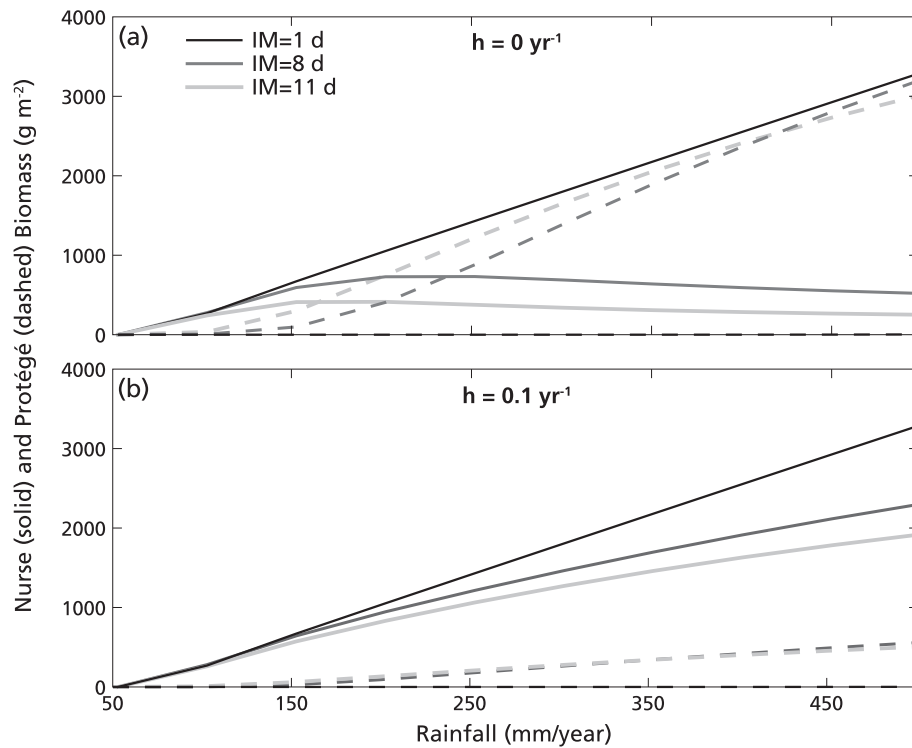 Nurse (solid) and Protégé (dashed) Biomass (g m⁻²)
(a)
h = 0 yr⁻¹
IM=1 d
IM=8 d
IM=11 d
4000
3000
2000
1000
0
(b)
h = 0.1 yr⁻¹
4000
3000
2000
1000
0
50 150 250 350 450
Rainfall (mm/year)